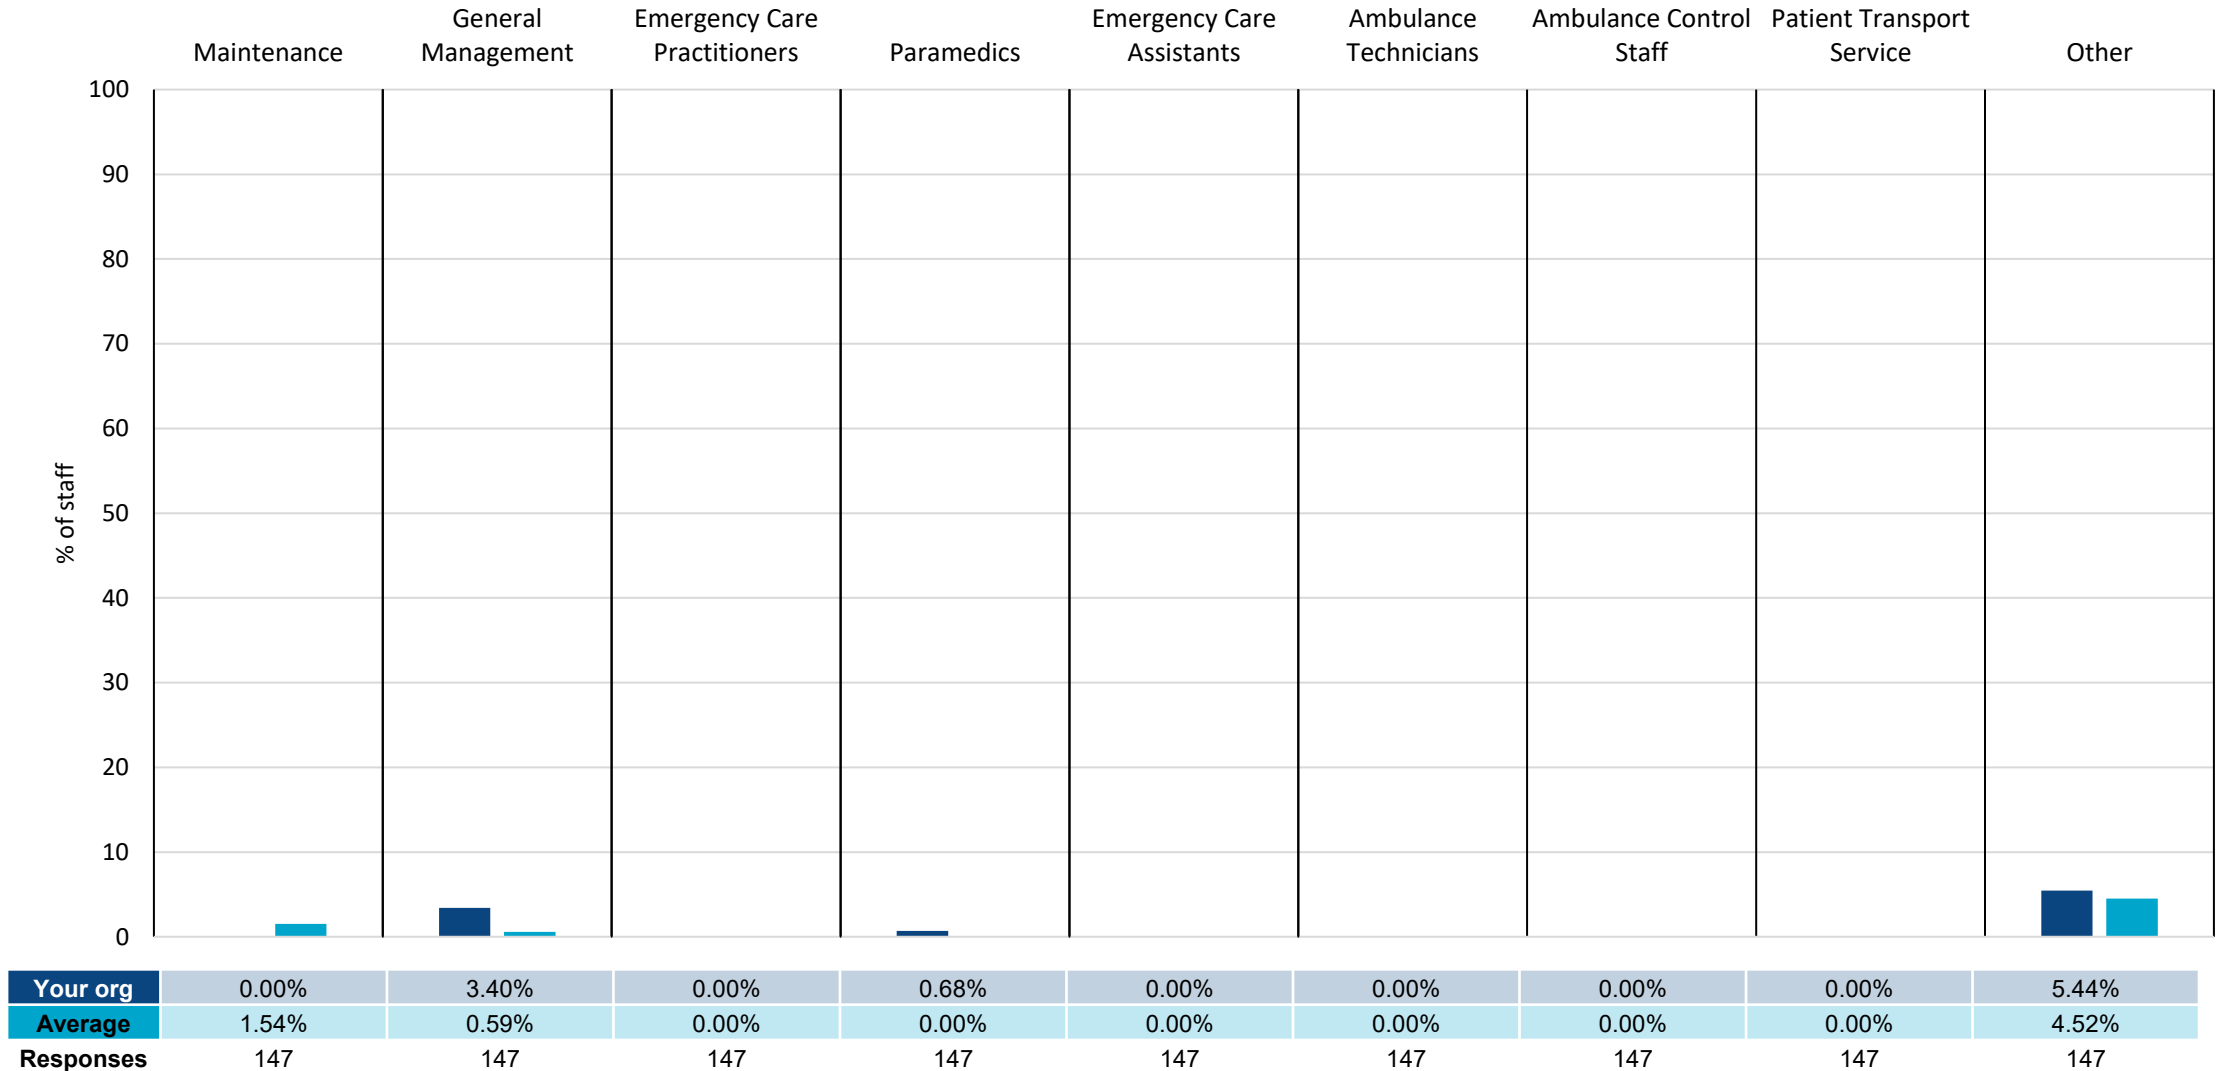 Maintenance
General
Management
Emergency Care
Practitioners
Paramedics
Emergency Care
Assistants
Ambulance
Technicians
Ambulance Control
Staff
Patient Transport
Service
Other
% of staff
100
90
80
70
60
50
40
30
20
10
0
Your org 0.00% 3.40% 0.00% 0.68% 0.00% 0.00% 0.00% 0.00% 5.44%
Average 1.54% 0.59% 0.00% 0.00% 0.00% 0.00% 0.00% 0.00% 4.52%
Responses 147 147 147 147 147 147 147 147 147